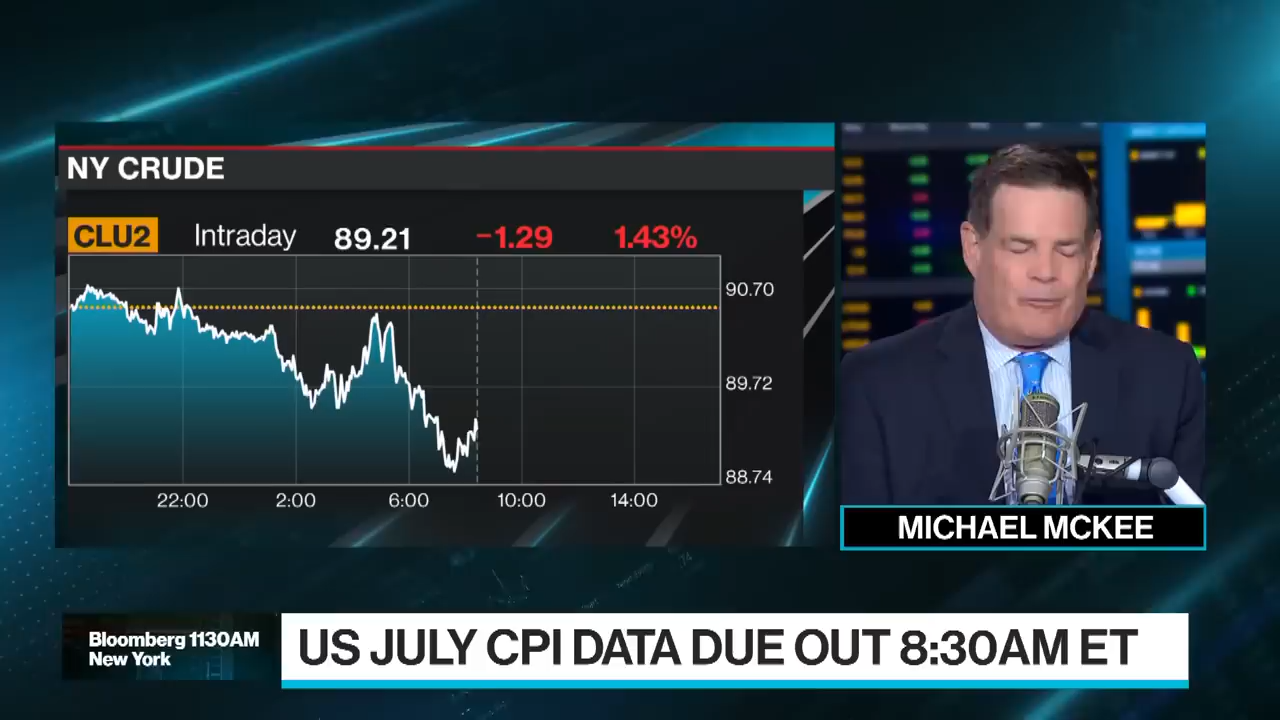 NY CRUDE
CLU2 Intraday 89.21 −1.29 1.43%
90.70
89.72
88.74
22:00 2:00 6:00 10:00 14:00
MICHAEL MCKEE
Bloomberg 1130AM
New York
US JULY CPI DATA DUE OUT 8:30AM ET